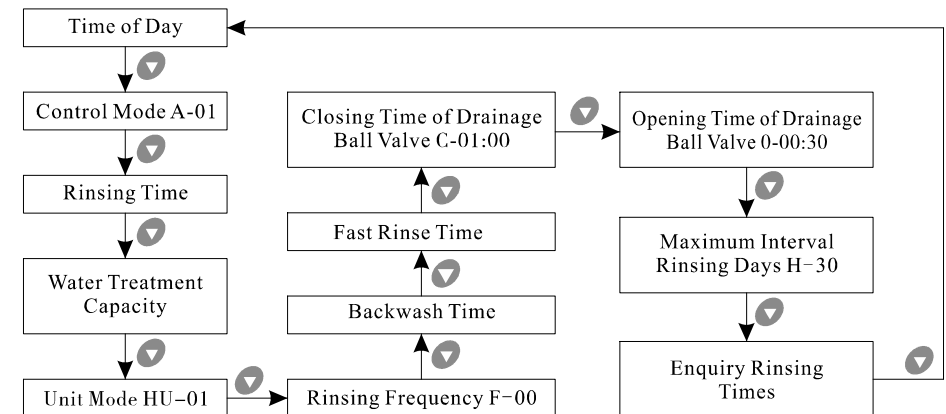 Time of Day
Control Mode A-01
Rinsing Time
Water Treatment
Capacity
Unit Mode HU-01
Rinsing Frequency F-00
Backwash Time
Fast Rinse Time
Closing Time of Drainage
Ball Valve C-01:00
Opening Time of Drainage
Ball Valve 0-00:30
Maximum Interval
Rinsing Days H-30
Enquiry Rinsing
Times